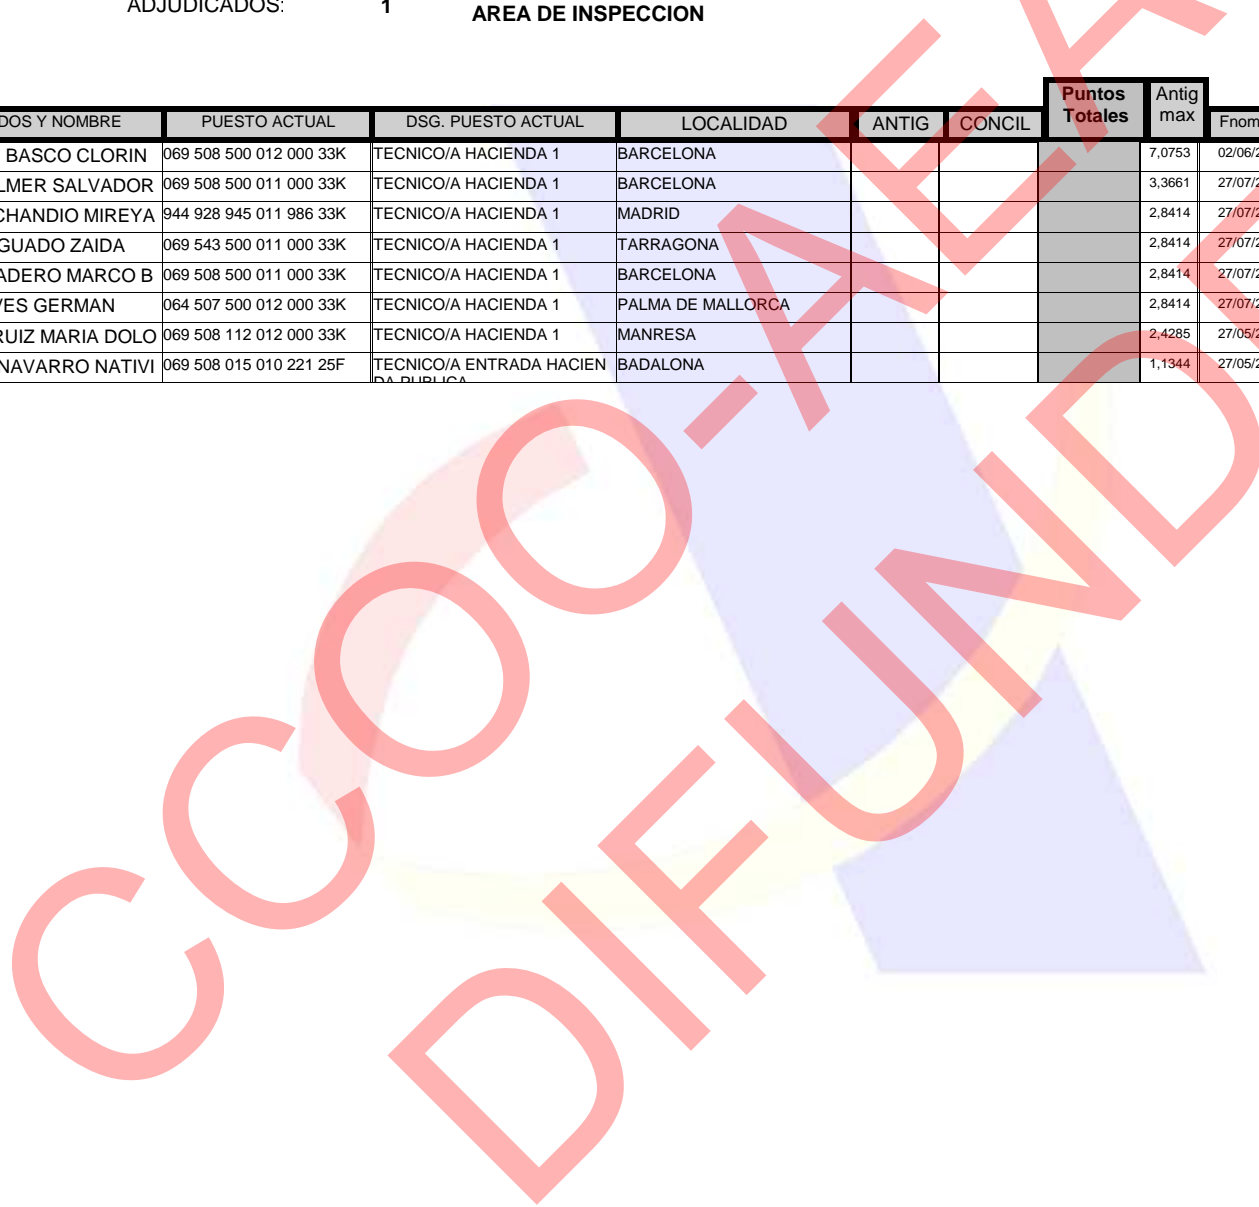 ADJUDICADOS: 1 AREA DE INSPECCION
DOS Y NOMBRE PUESTO ACTUAL DSG. PUESTO ACTUAL LOCALIDAD ANTIG CONCIL Puntos Totales Antig max Fnom
BASCO CLORIN 069 508 500 012 000 33K TECNICO/A HACIENDA 1 BARCELONA 7,0753 02/06/2
LMER SALVADOR 069 508 500 011 000 33K TECNICO/A HACIENDA 1 BARCELONA 3,3661 27/07/2
CHANDIO MIREYA 944 928 945 011 986 33K TECNICO/A HACIENDA 1 MADRID 2,8414 27/07/2
GUADO ZAIDA 069 543 500 011 000 33K TECNICO/A HACIENDA 1 TARRAGONA 2,8414 27/07/2
ADERO MARCO B 069 508 500 011 000 33K TECNICO/A HACIENDA 1 BARCELONA 2,8414 27/07/2
VES GERMAN 064 507 500 012 000 33K TECNICO/A HACIENDA 1 PALMA DE MALLORCA 2,8414 27/07/2
RUIZ MARIA DOLO 069 508 112 012 000 33K TECNICO/A HACIENDA 1 MANRESA 2,4285 27/05/2
NAVARRO NATIVI 069 508 015 010 221 25F TECNICO/A ENTRADA HACIEN BADALONA 1,1344 27/05/2
DA PUBLICA
CCOO-AEA
DIFUND